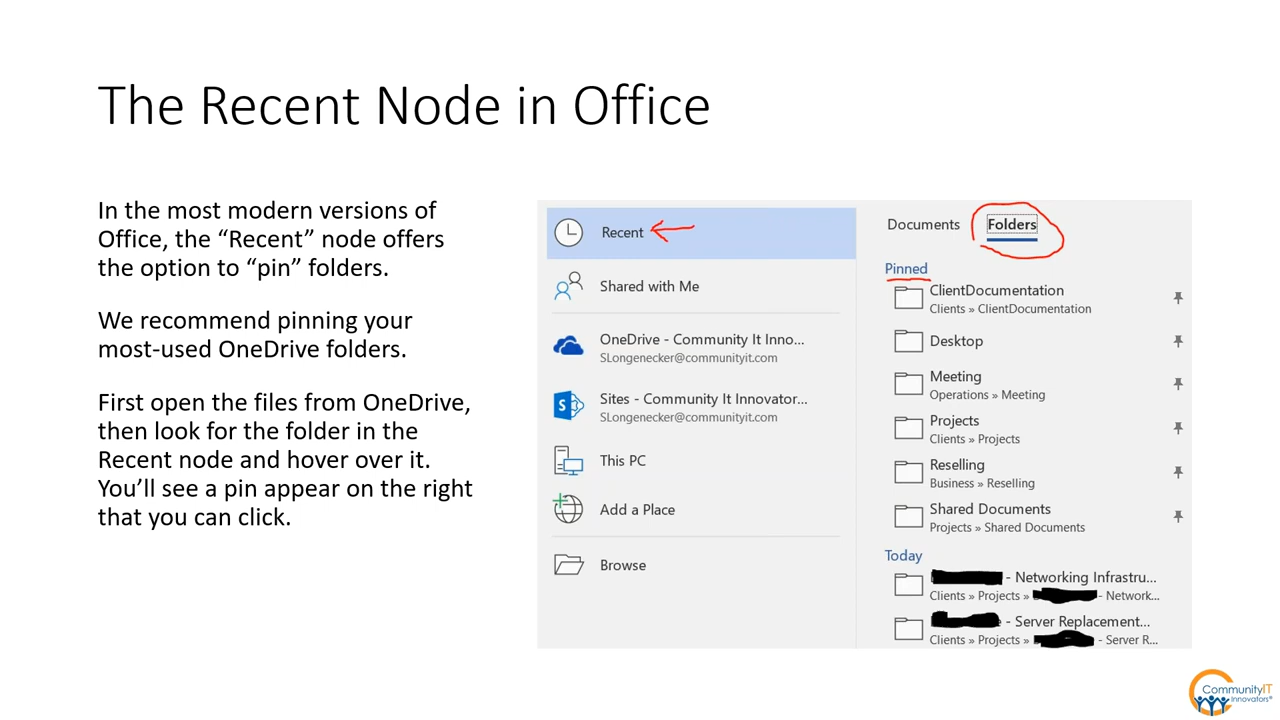 The Recent Node in Office
In the most modern versions of
Office, the “Recent” node offers
the option to “pin” folders.
We recommend pinning your
most-used OneDrive folders.
First open the files from OneDrive,
then look for the folder in the
Recent node and hover over it.
You’ll see a pin appear on the right
that you can click.
Recent
Shared with Me
OneDrive - Community It Inno...
SLongenecker@communityit.com
Sites - Community It Innovator...
SLongenecker@communityit.com
This PC
Add a Place
Browse
Documents Folders
Pinned
ClientDocumentation
Clients » ClientDocumentation
Desktop
Meeting
Operations » Meeting
Projects
Clients » Projects
Reselling
Business » Reselling
Shared Documents
Projects » Shared Documents
Today
- Networking Infrastru...
Clients » Projects » - Network...
- Server Replacement...
Clients » Projects » - Server R...
CommunityIT
Innovators®